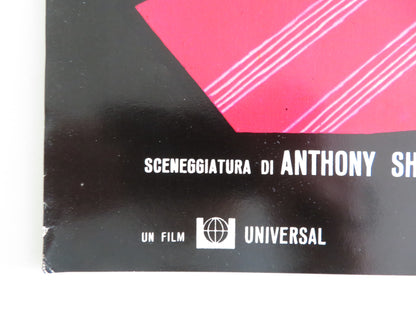 SCENEGGIATURA DI ANTHONY SH
UN FILM UNIVERSAL